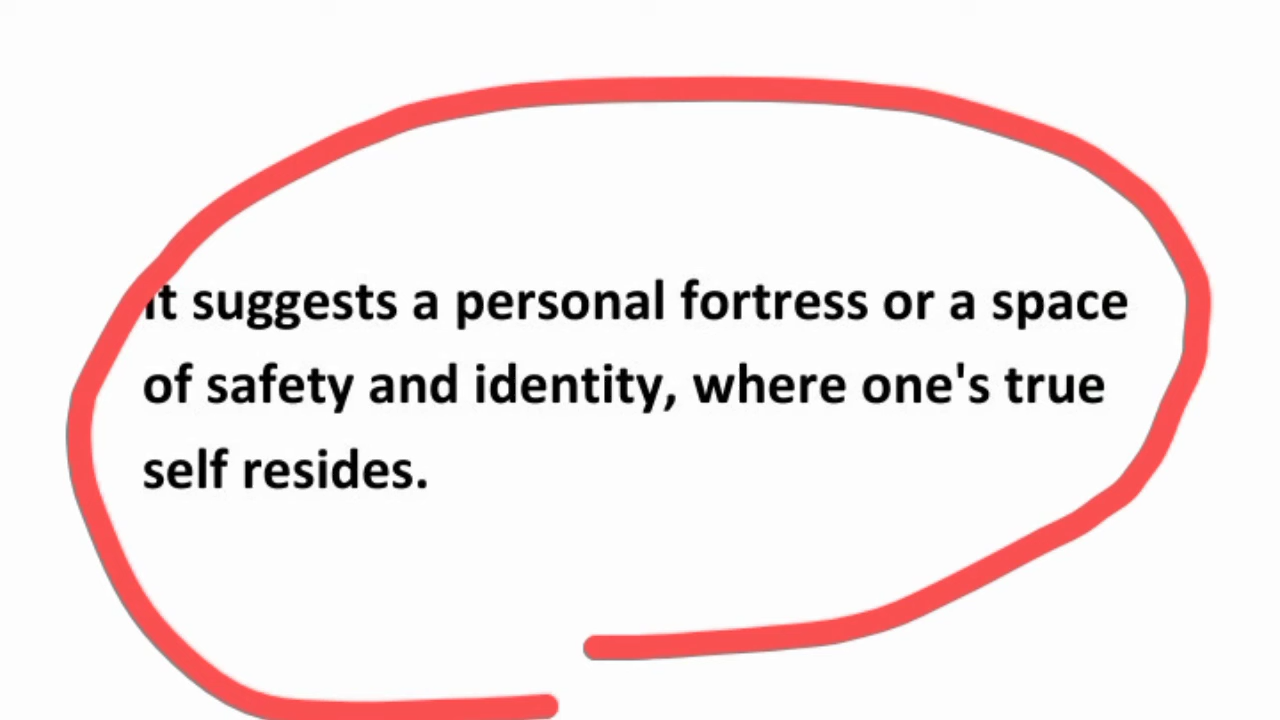 It suggests a personal fortress or a space
of safety and identity, where one's true
self resides.